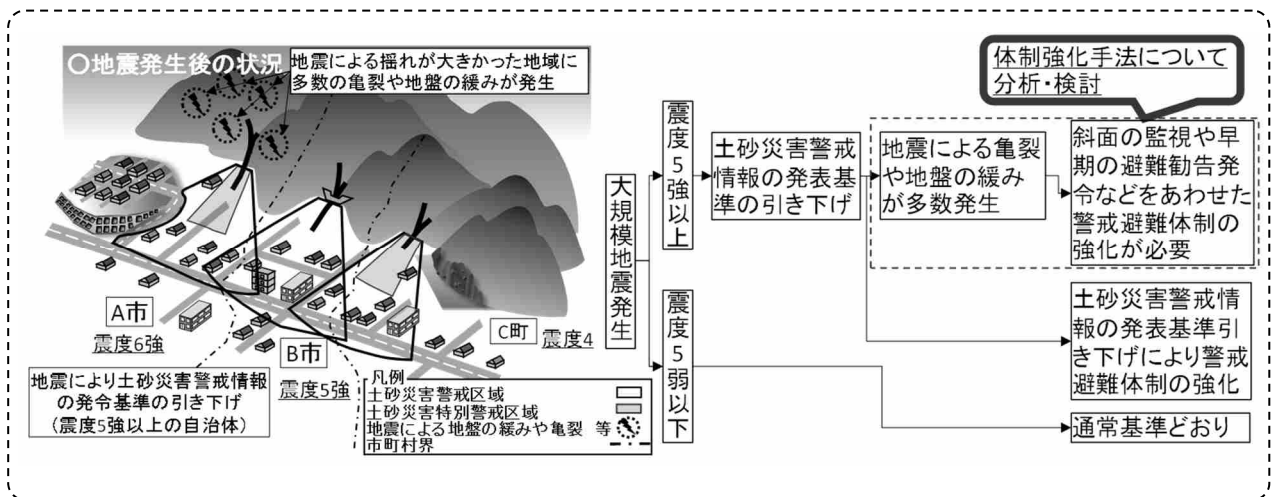 〇地震発生後の状況
地震による揺れが大きかった地域に
多数の亀裂や地盤の緩みが発生
A市
震度6強
B市
震度5強
C町
震度4
地震により土砂災害警戒情報
の発令基準の引き下げ
(震度5強以上の自治体)
凡例
土砂災害警戒区域
土砂災害特別警戒区域
地震による地盤の緩みや亀裂 等
市町村界
大規模地震発生
震度5強以上
土砂災害警戒
情報の発表基
準の引き下げ
地震による亀裂
や地盤の緩み
が多数発生
体制強化手法について
分析・検討
斜面の監視や早
期の避難勧告発
令などをあわせた
警戒避難体制の
強化が必要
土砂災害警戒情
報の発表基準引
き下げにより警戒
避難体制の強化
震度5弱以下
通常基準どおり